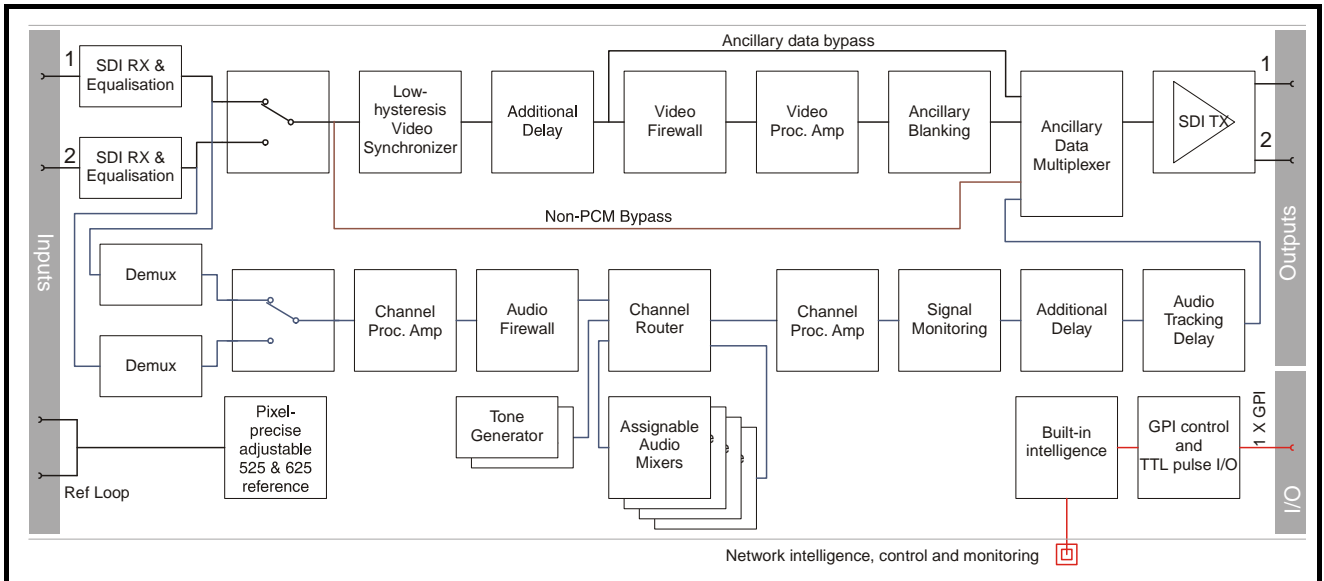 Ancillary data bypass
1
SDI RX &
Equalisation
2
SDI RX &
Equalisation
Low-
hysteresis
Video
Synchronizer
Additional
Delay
Video
Firewall
Video
Proc. Amp
Ancillary
Blanking
Ancillary
Data
Multiplexer
SDI TX
1
2
Non-PCM Bypass
Inputs
Outputs
Demux
Demux
Channel
Proc. Amp
Audio
Firewall
Channel
Router
Channel
Proc. Amp
Signal
Monitoring
Additional
Delay
Audio
Tracking
Delay
Ref Loop
Pixel-
precise
adjustable
525 & 625
reference
Tone
Generator
Assignable
Audio
Mixers
e
e
e
Built-in
intelligence
GPI control
and
TTL pulse I/O
1 X GPI
I/O
Network intelligence, control and monitoring